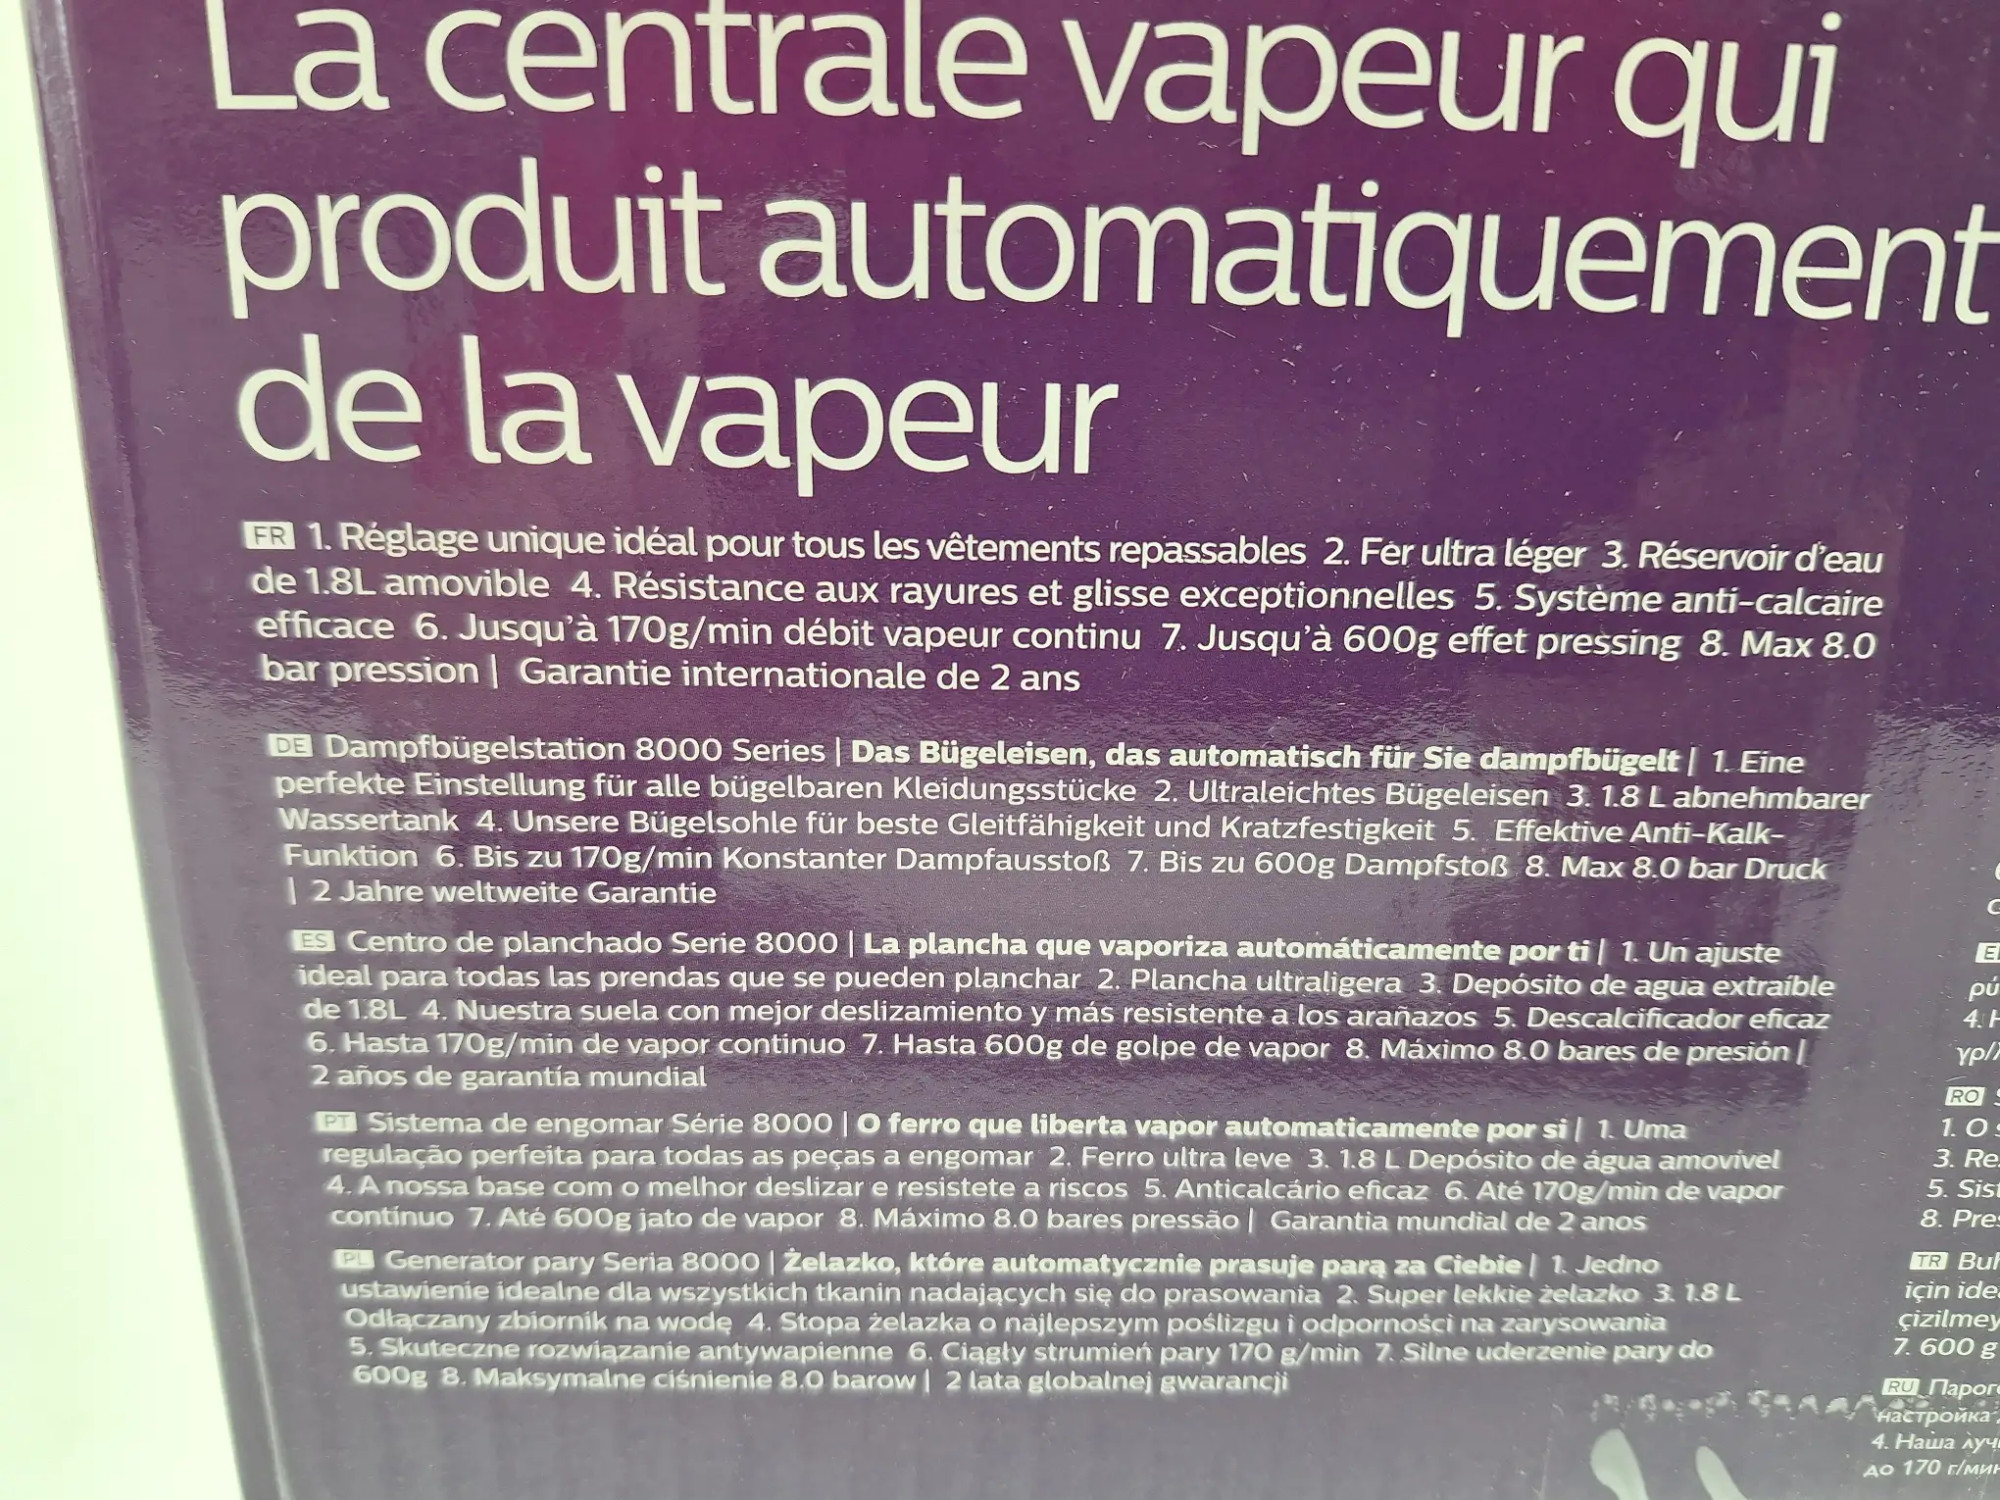 La centrale vapeur qui
produit automatiquement
de la vapeur
FR 1. Réglage unique idéal pour tous les vêtements repassables 2. Fer ultra léger 3. Réservoir d'eau
de 1.8L amovible 4. Résistance aux rayures et glisse exceptionnelles 5. Système anti-calcaire
efficace 6. Jusqu'à 170g/min débit vapeur continu 7. Jusqu'à 600g effet pressing 8. Max 8.0
bar pression | Garantie internationale de 2 ans
DE Dampfbügelstation 8000 Series | Das Bügeleisen, das automatisch für Sie dampfbügelt | 1. Eine
perfekte Einstellung für alle bügelbaren Kleidungsstücke 2. Ultraleichtes Bügeleisen 3. 1.8 L abnehmbarer
Wassertank 4. Unsere Bügelsohle für beste Gleitfähigkeit und Kratzfestigkeit 5. Effektive Anti-Kalk-
Funktion 6. Bis zu 170g/min Konstanter Dampfausstoß 7. Bis zu 600g Dampfstoß 8. Max 8.0 bar Druck
| 2 Jahre weltweite Garantie
ES Centro de planchado Serie 8000 | La plancha que vaporiza automáticamente por ti | 1. Un ajuste
ideal para todas las prendas que se pueden planchar 2. Plancha ultraligera 3. Depósito de agua extraíble
de 1.8L 4. Nuestra suela con mejor deslizamiento y más resistente a los arañazos 5. Descalcificador eficaz
6. Hasta 170g/min de vapor continuo 7. Hasta 600g de golpe de vapor 8. Máximo 8.0 bares de presión |
2 años de garantía mundial
PT Sistema de engomar Série 8000 | O ferro que liberta vapor automaticamente por si | 1. Uma
regulação perfeita para todas as peças a engomar 2. Ferro ultra leve 3. 1.8 L Depósito de água amovível
4. A nossa base com o melhor deslizar e resistete a riscos 5. Anticalcário eficaz 6. Até 170g/min de vapor
contínuo 7. Até 600g jato de vapor 8. Máximo 8.0 bares pressão | Garantia mundial de 2 anos
PL Generator pary Seria 8000 | Żelazko, które automatycznie prasuje parą za Ciebie | 1. Jedno
ustawienie idealne dla wszystkich tkanin nadających się do prasowania 2. Super lekkie żelazko 3. 1.8 L
Odłączany zbiornik na wodę 4. Stopa żelazka o najlepszym poślizgu i odporności na zarysowania
5. Skuteczne rozwiązanie antywapienne 6. Ciągły strumień pary 170 g/min 7. Silne uderzenie pary do
600g 8. Maksymalne ciśnienie 8.0 barow | 2 lata globalnej gwarancji
RO
1. O
3.
5.
8.
TR
için
7. 600 g
RU
настройка
4. Наша
до 170 г/мин